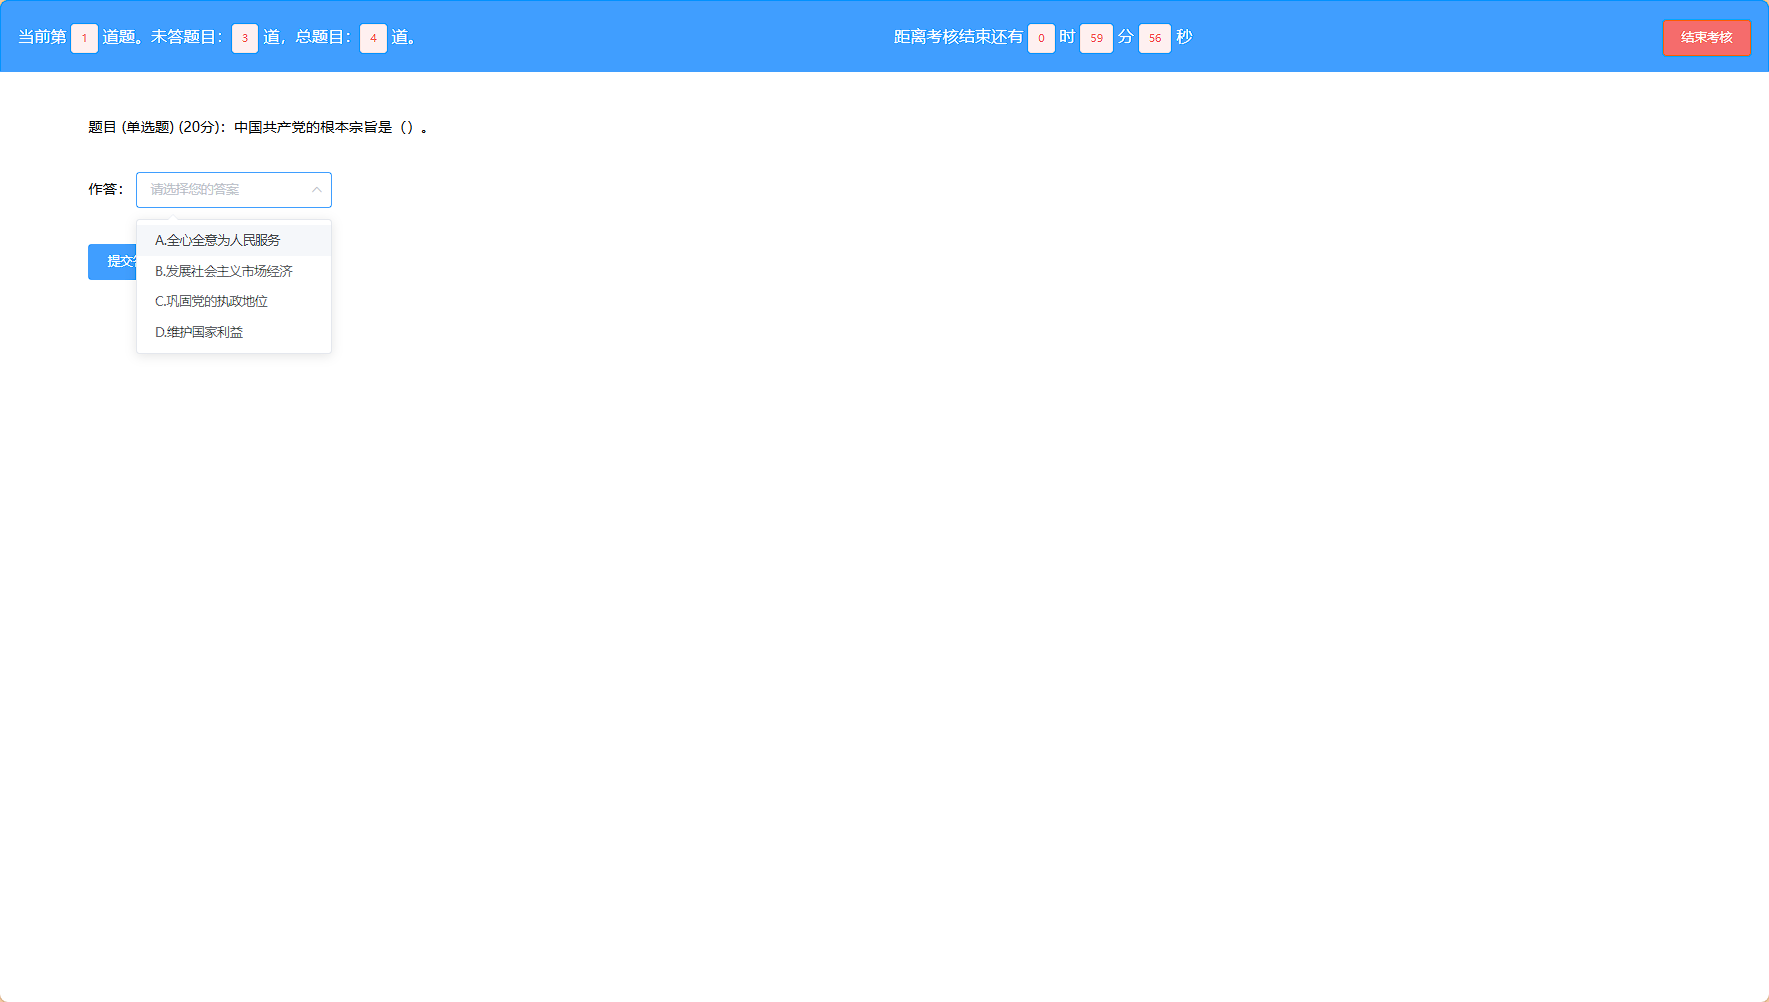 当前第 1 道题。未答题目：3 道，总题目：4 道。
距离考核结束还有 0 时 59 分 56 秒
结束考核
题目 (单选题) (20分)：中国共产党的根本宗旨是（）。
作答：
请选择您的答案
A.全心全意为人民服务
提交
B.发展社会主义市场经济
C.巩固党的执政地位
D.维护国家利益